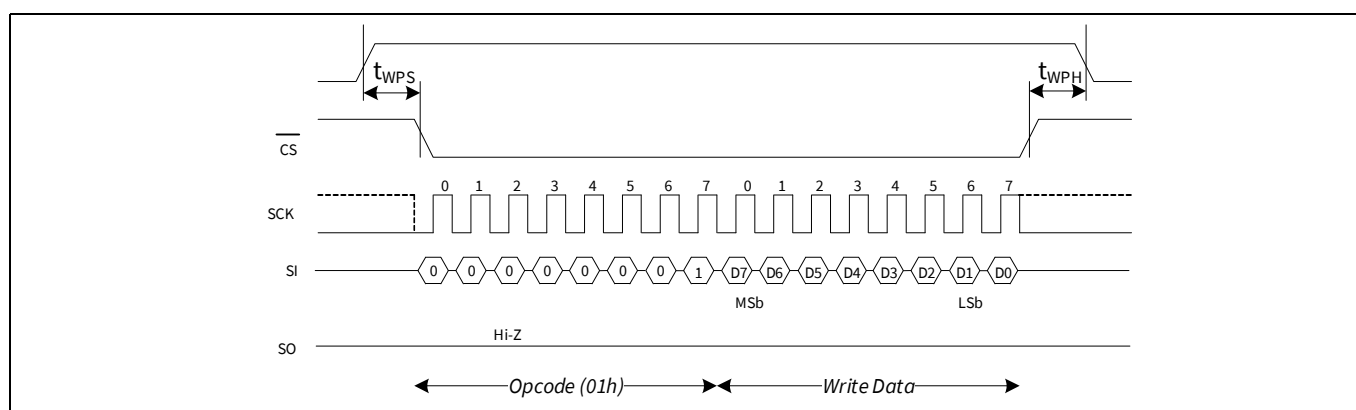 tWPS
tWPH
CS
0 1 2 3 4 5 6 7 0 1 2 3 4 5 6 7
SCK
SI 0 0 0 0 0 0 0 1 D7 D6 D5 D4 D3 D2 D1 D0
MSb LSb
Hi-Z
SO
Opcode (01h) Write Data